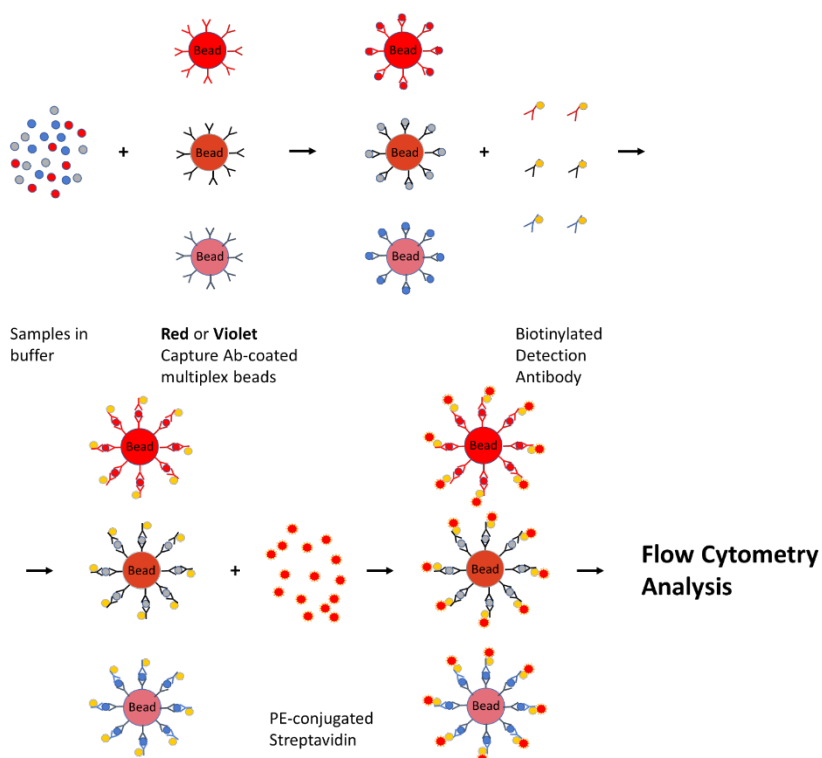 Bead
Bead
+
Bead
Bead
+
Bead
Bead
Samples in
buffer
Red or Violet
Capture Ab-coated
multiplex beads
Biotinylated
Detection
Antibody
Bead
Bead
Bead
+
Bead
Flow Cytometry
Analysis
Bead
Bead
PE-conjugated
Streptavidin